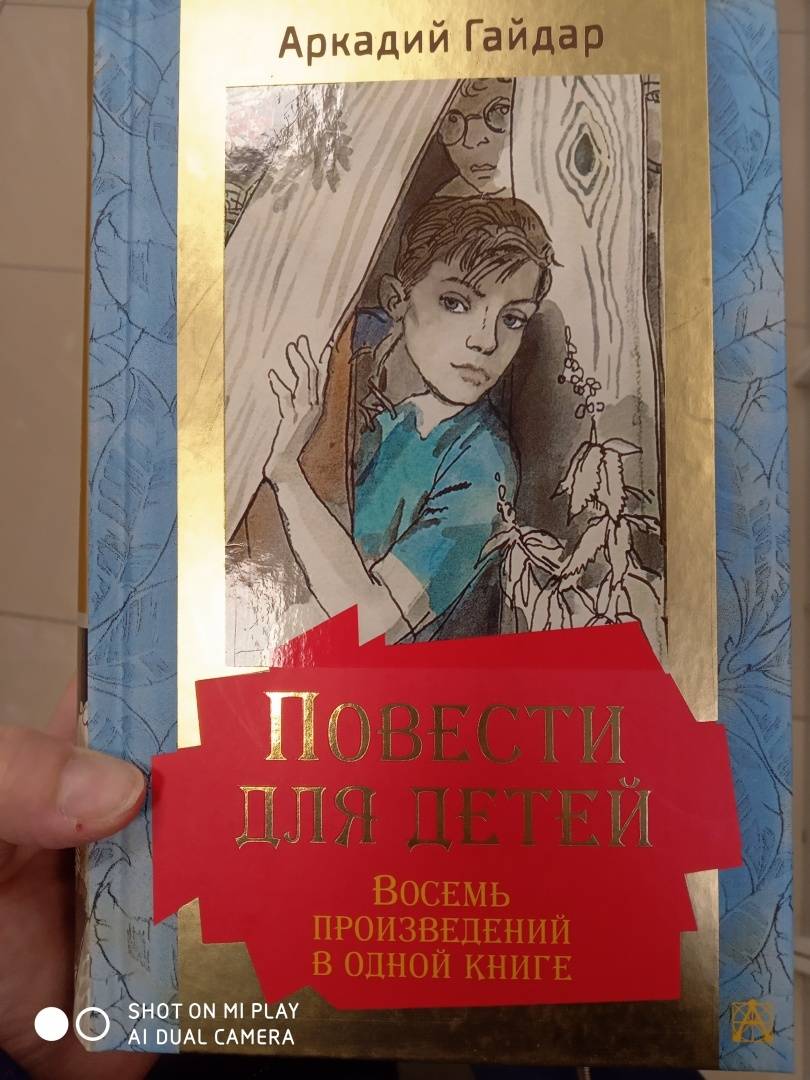 Аркадий Гайдар
Повести
для детей
Восемь
произведений
в одной книге
SHOT ON MI PLAY
AI DUAL CAMERA